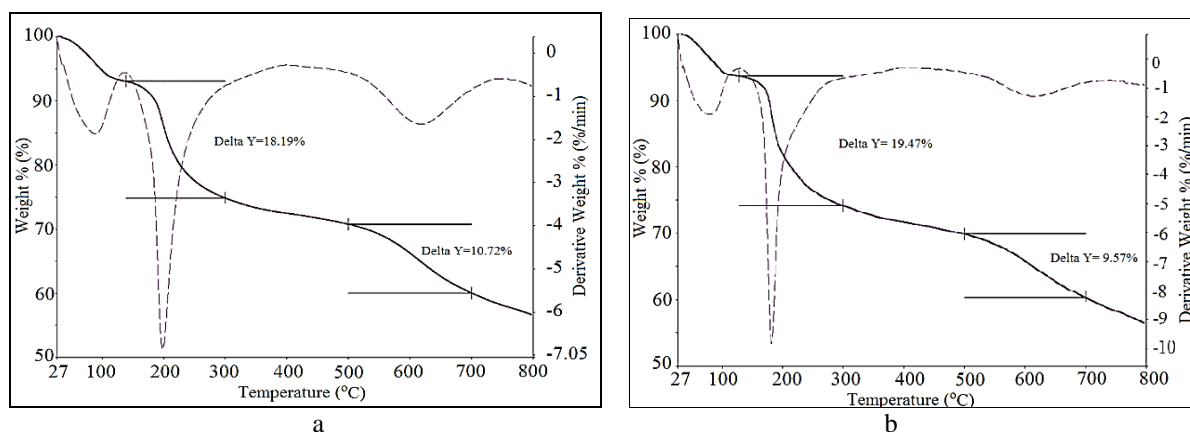 100
90
80
70
60
50
Weight % (%)
27 100 200 300 400 500 600 700 800
Temperature (°C)
0
-1
-2
-3
-4
-5
-6
-7.05
Derivative Weight % (%/min)
Delta Y=18.19%
Delta Y=10.72%
a
100
90
80
70
60
50
Weight % (%)
27 100 200 300 400 500 600 700 800
Temperature (°C)
0
-1
-2
-3
-4
-5
-6
-7
-8
-9
-10
Derivative Weight % (%/min)
Delta Y= 19.47%
Delta Y= 9.57%
b